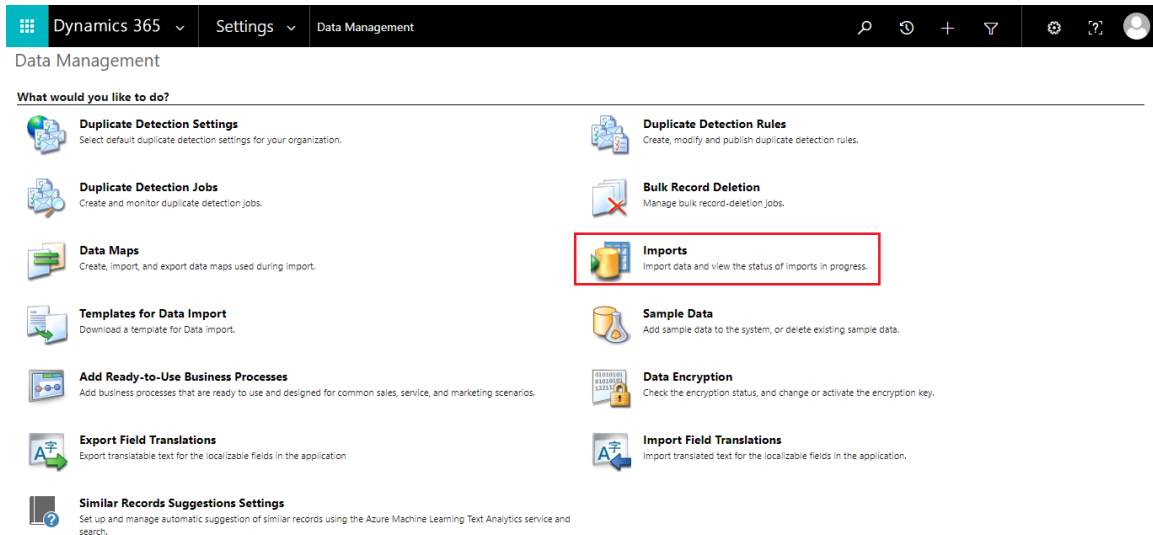 Dynamics 365 Settings Data Management [?]
Data Management
What would you like to do?
Duplicate Detection Settings
Select default duplicate detection settings for your organization.
Duplicate Detection Rules
Create, modify and publish duplicate detection rules.
Duplicate Detection Jobs
Create and monitor duplicate detection jobs.
Bulk Record Deletion
Manage bulk record-deletion jobs.
Data Maps
Create, import, and export data maps used during import.
Imports
Import data and view the status of imports in progress.
Templates for Data Import
Download a template for Data import.
Sample Data
Add sample data to the system, or delete existing sample data.
Add Ready-to-Use Business Processes
Add business processes that are ready to use and designed for common sales, service, and marketing scenarios.
Data Encryption
Check the encryption status, and change or activate the encryption key.
Export Field Translations
Export translatable text for the localizable fields in the application
Import Field Translations
Import translated text for the localizable fields in the application.
Similar Records Suggestions Settings
Set up and manage automatic suggestion of similar records using the Azure Machine Learning Text Analytics service and
search.